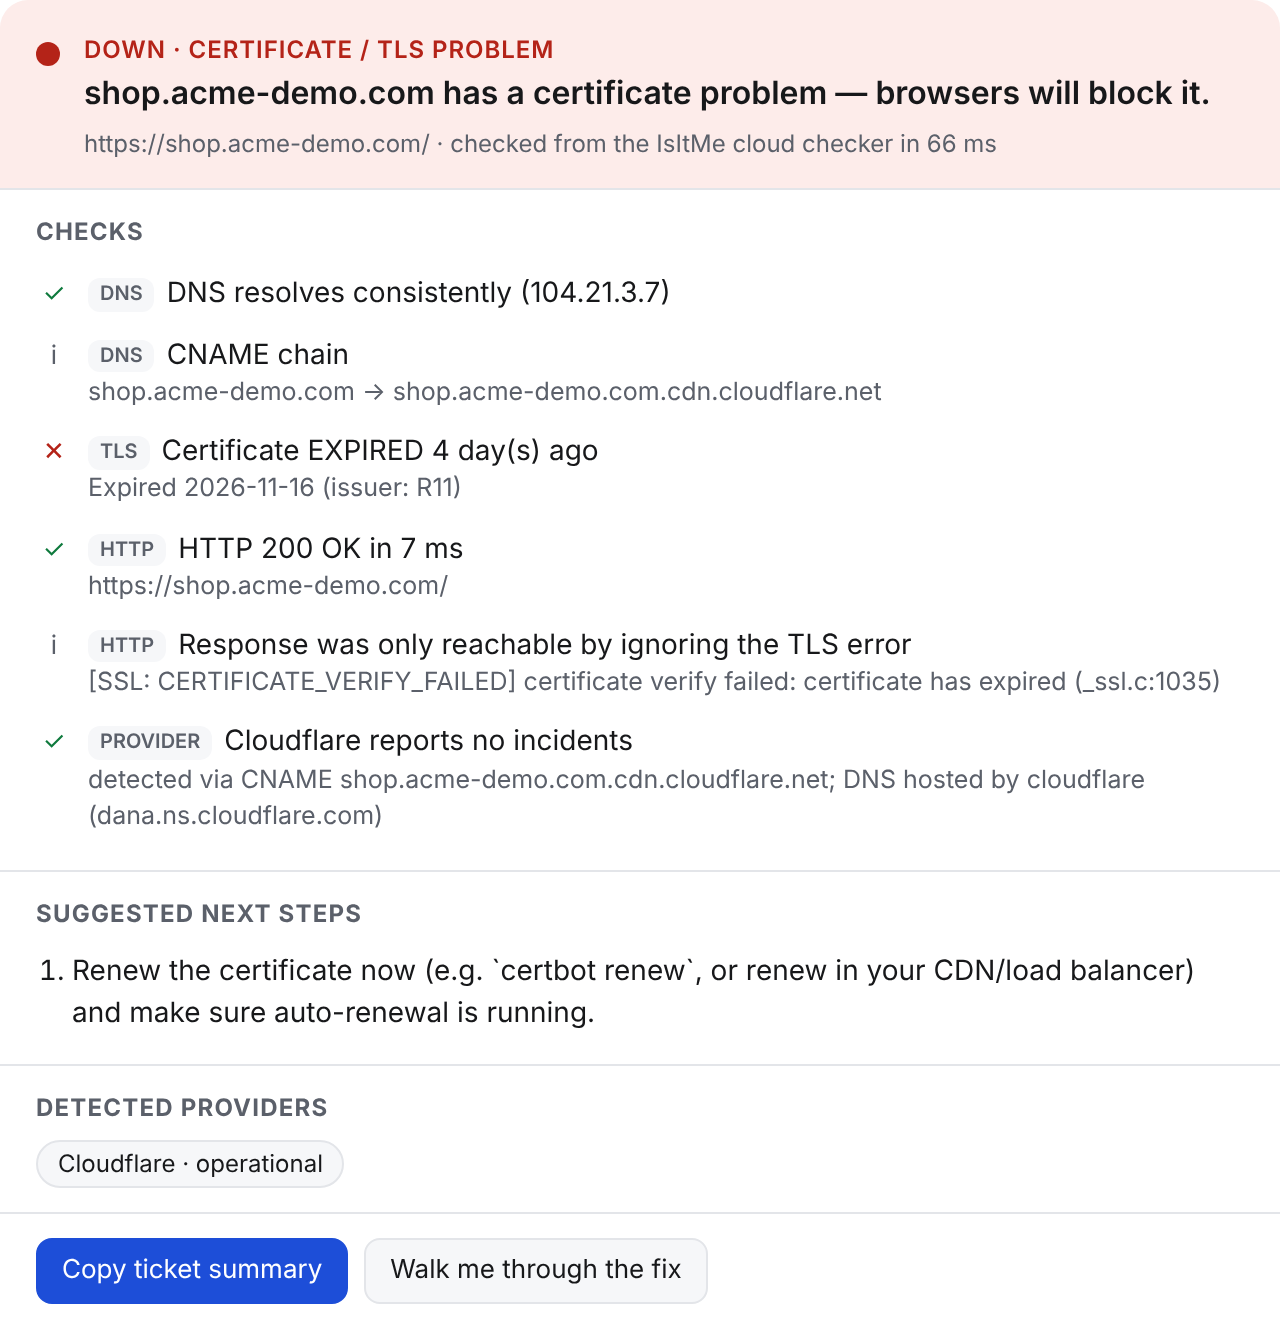 DOWN · CERTIFICATE / TLS PROBLEM
shop.acme-demo.com has a certificate problem — browsers will block it.
https://shop.acme-demo.com/ · checked from the IsItMe cloud checker in 66 ms
CHECKS
✓ DNS DNS resolves consistently (104.21.3.7)
i DNS CNAME chain
shop.acme-demo.com → shop.acme-demo.com.cdn.cloudflare.net
✕ TLS Certificate EXPIRED 4 day(s) ago
Expired 2026-11-16 (issuer: R11)
✓ HTTP HTTP 200 OK in 7 ms
https://shop.acme-demo.com/
i HTTP Response was only reachable by ignoring the TLS error
[SSL: CERTIFICATE_VERIFY_FAILED] certificate verify failed: certificate has expired (_ssl.c:1035)
✓ PROVIDER Cloudflare reports no incidents
detected via CNAME shop.acme-demo.com.cdn.cloudflare.net; DNS hosted by cloudflare
(dana.ns.cloudflare.com)
SUGGESTED NEXT STEPS
1. Renew the certificate now (e.g. `certbot renew`, or renew in your CDN/load balancer)
and make sure auto-renewal is running.
DETECTED PROVIDERS
Cloudflare · operational
Copy ticket summary Walk me through the fix